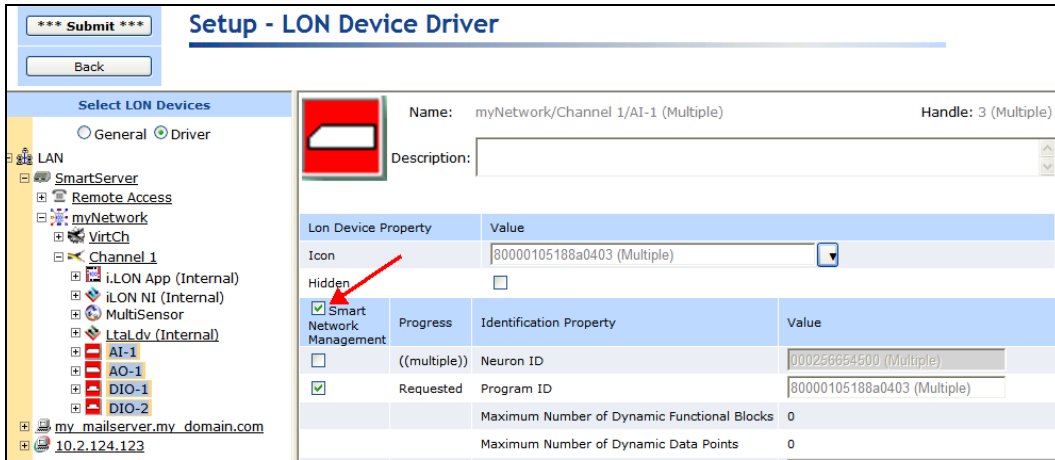 *** Submit ***
Setup - LON Device Driver
Back
Select LON Devices
General Driver
LAN
SmartServer
Remote Access
myNetwork
VirtCh
Channel 1
i.LON App (Internal)
iLON NI (Internal)
MultiSensor
LtaLdv (Internal)
AI-1
AO-1
DIO-1
DIO-2
my_mailserver.my_domain.com
10.2.124.123
Name: myNetwork/Channel 1/AI-1 (Multiple) Handle: 3 (Multiple)
Description:
Lon Device Property Value
Icon 80000105188a0403 (Multiple)
Hidden
Smart
Network
Management
Progress Identification Property Value
((multiple)) Neuron ID 000256654500 (Multiple)
Requested Program ID 80000105188a0403 (Multiple)
Maximum Number of Dynamic Functional Blocks 0
Maximum Number of Dynamic Data Points 0